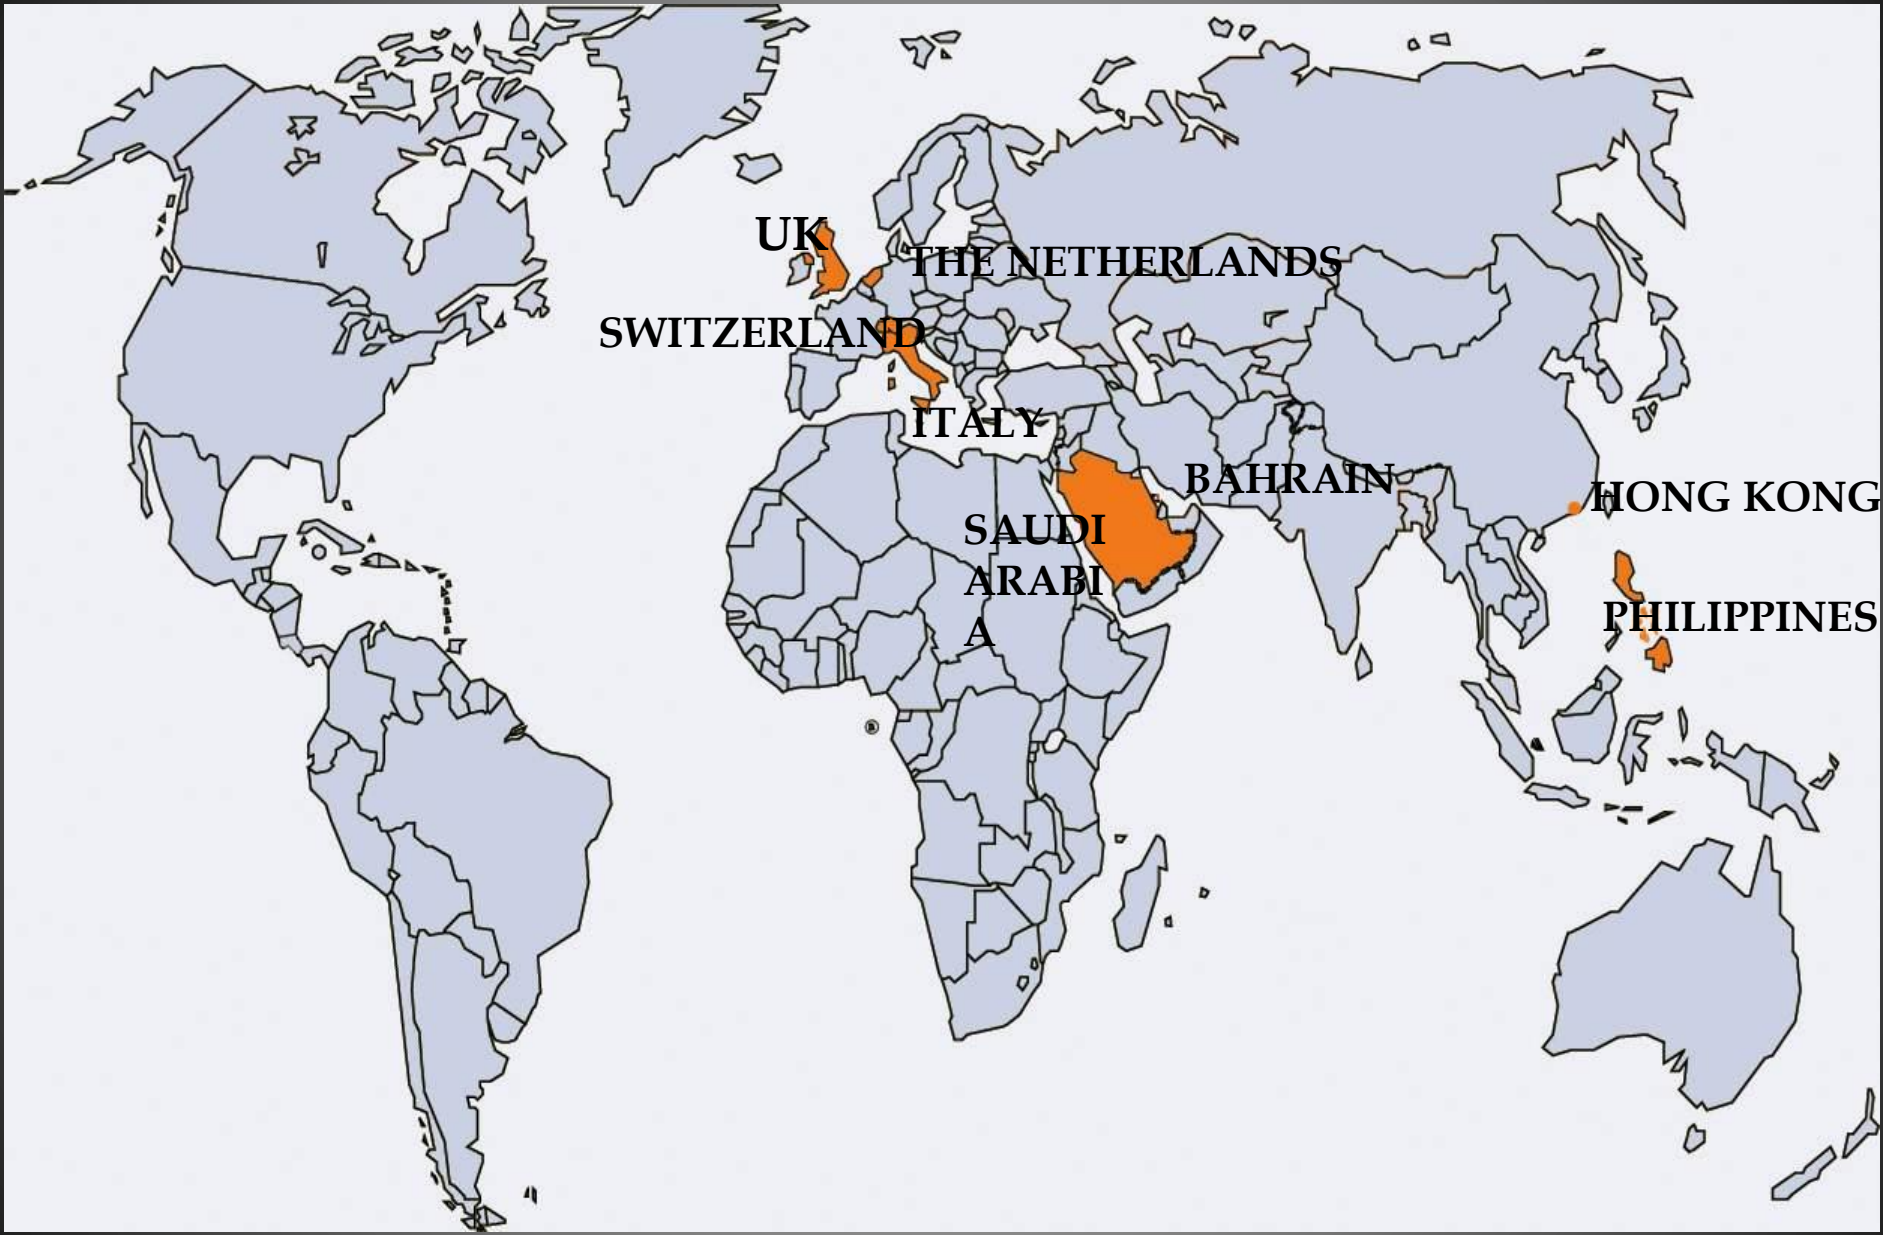 UK
THE NETHERLANDS
SWITZERLAND
ITALY
BAHRAIN
HONG KONG
SAUDI
ARABI
A
PHILIPPINES